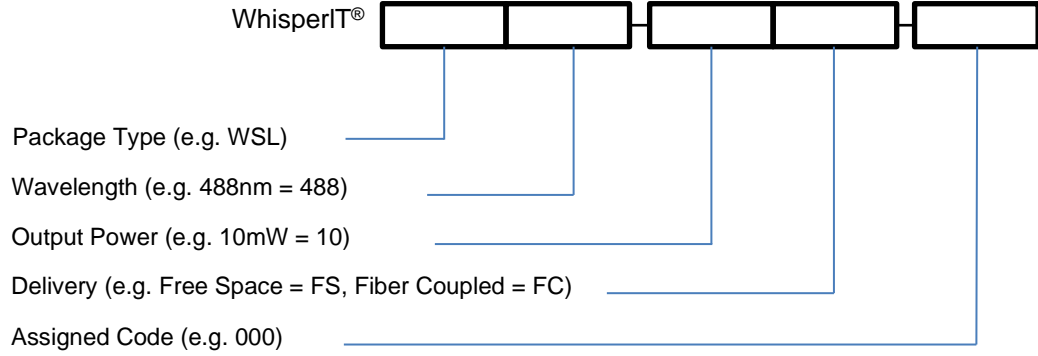 WhisperIT®
Package Type (e.g. WSL)
Wavelength (e.g. 488nm = 488)
Output Power (e.g. 10mW = 10)
Delivery (e.g. Free Space = FS, Fiber Coupled = FC)
Assigned Code (e.g. 000)